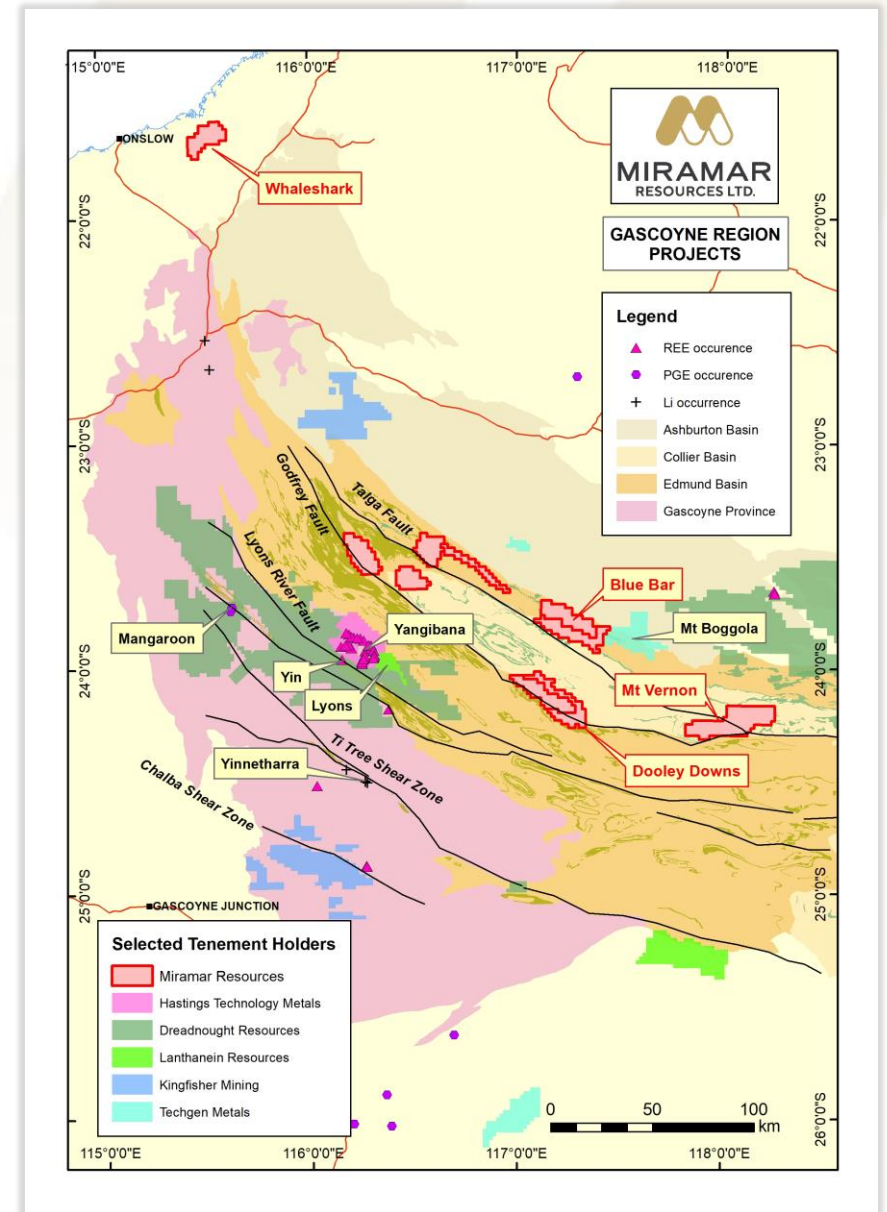 115°0'0"E
116°0'0"E
117°0'0"E
118°0'0"E
ONSLOW
Whaleshark
MIRAMAR
RESOURCES LTD.
GASCOYNE REGION
PROJECTS
22°0'0"S
22°0'0"S
Legend
REE occurence
PGE occurence
Li occurrence
Ashburton Basin
Collier Basin
Edmund Basin
Gascoyne Province
23°0'0"S
23°0'0"S
Godfrey Fault
Talga Fault
Lyons River Fault
Blue Bar
Mangaroon
Yangibana
Mt Boggola
Yin
24°0'0"S
24°0'0"S
Lyons
Mt Vernon
Yinnetharra
Ti Tree Shear Zone
Dooley Downs
Chalba Shear Zone
25°0'0"S
25°0'0"S
GASCOYNE JUNCTION
Selected Tenement Holders
Miramar Resources
Hastings Technology Metals
Dreadnought Resources
Lanthanein Resources
Kingfisher Mining
Techgen Metals
0 50 100
km
26°0'0"S
115°0'0"E
116°0'0"E
117°0'0"E
118°0'0"E